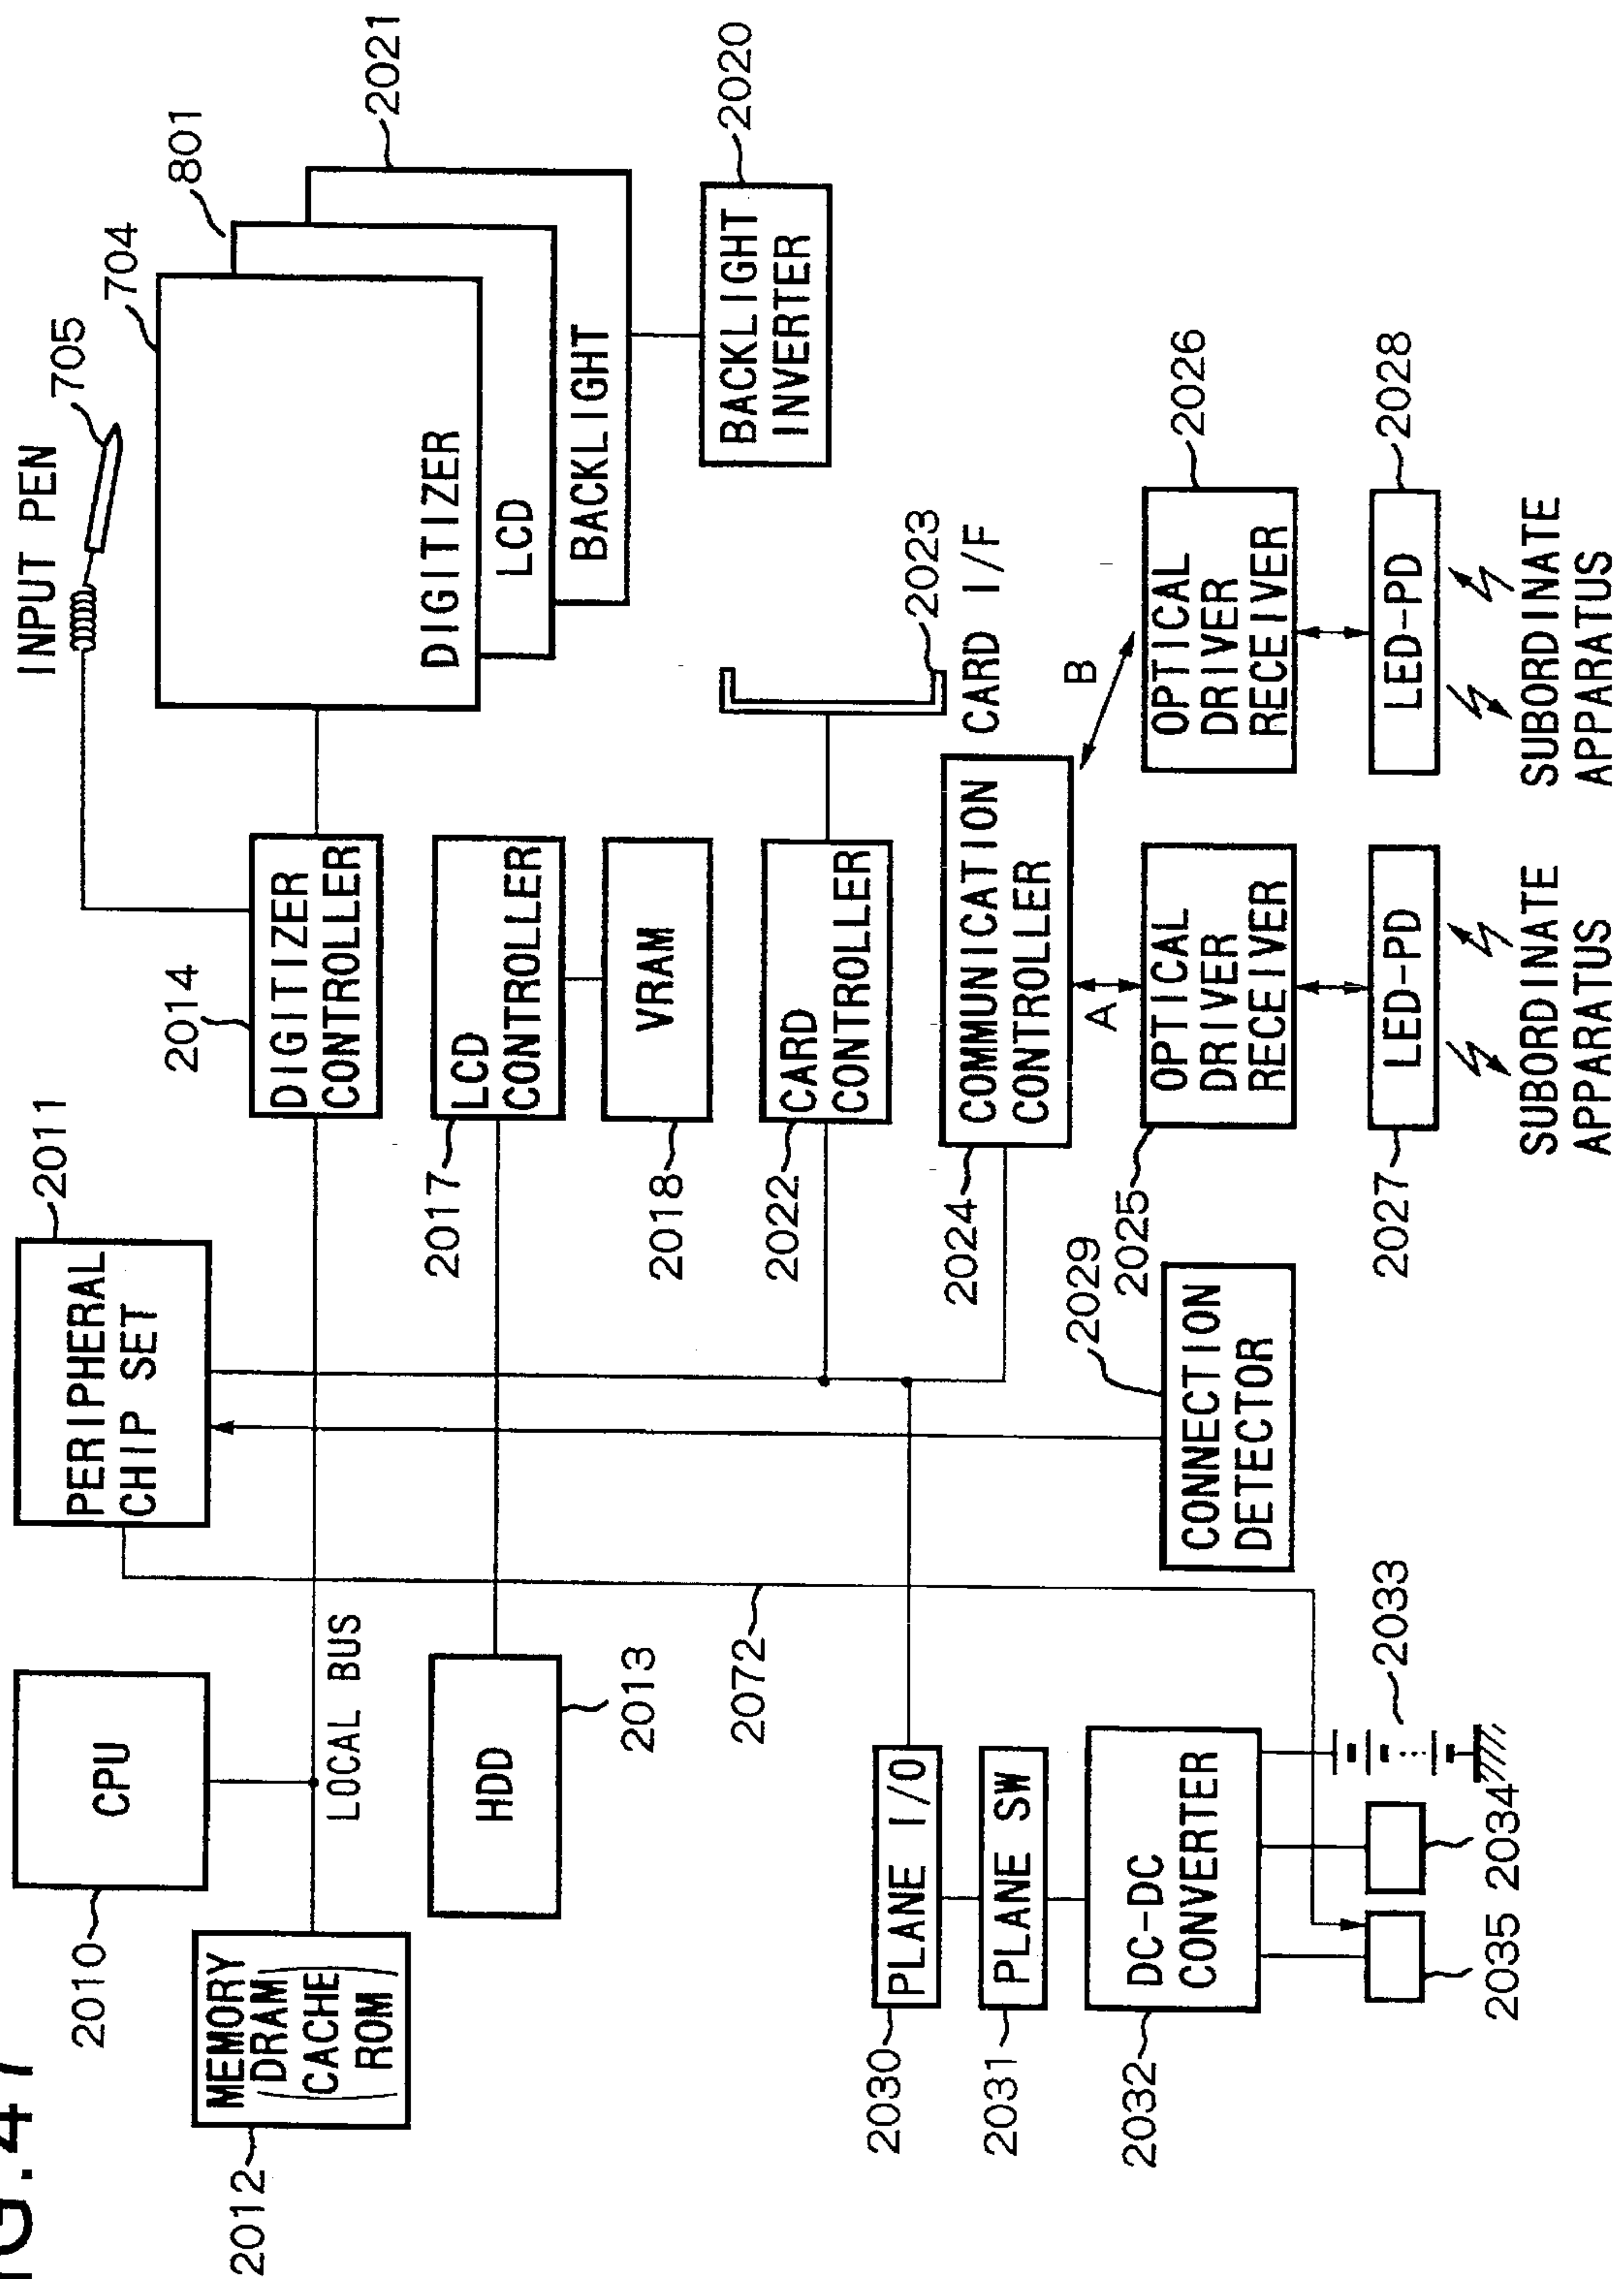 FIG.47
2010
CPU
PERIPHERAL
CHIP SET
2011
INPUT PEN
705
704
801
2021
2012
MEMORY
DRAM
CACHE
ROM
LOCAL BUS
2014
DIGITIZER
CONTROLLER
DIGITIZER
LCD
BACKLIGHT
HDD
2013
2017
LCD
CONTROLLER
2018
VRAM
BACKLIGHT
INVERTER
2020
2072
2022
CARD
CONTROLLER
2023
CARD I/F
2030
PLANE I/O
2024
COMMUNICATION
CONTROLLER
2031
PLANE SW
A
B
2032
DC-DC
CONVERTER
2029
CONNECTION
DETECTOR
2025
OPTICAL
DRIVER
RECEIVER
OPTICAL
DRIVER
RECEIVER
2026
2033
2027
LED-PD
LED-PD
2028
2035
2034
SUBORDINATE
APPARATUS
SUBORDINATE
APPARATUS